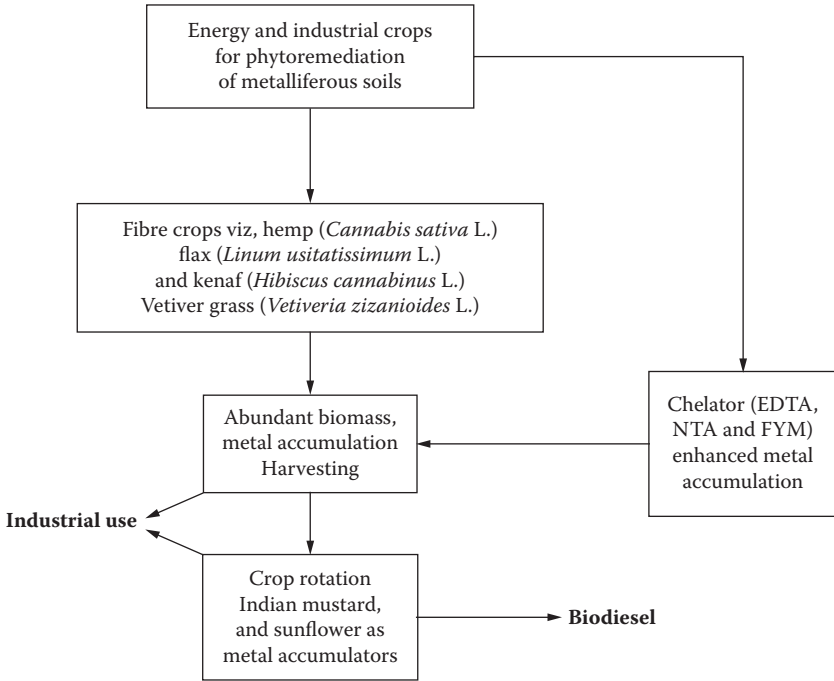 Energy and industrial crops
for phytoremediation
of metalliferous soils
Fibre crops viz, hemp (Cannabis sativa L.)
flax (Linum usitatissimum L.)
and kenaf (Hibiscus cannabinus L.)
Vetiver grass (Vetiveria zizanioides L.)
Abundant biomass,
metal accumulation
Harvesting
Chelator (EDTA,
NTA and FYM)
enhanced metal
accumulation
Industrial use
Crop rotation
Indian mustard,
and sunflower as
metal accumulators
Biodiesel